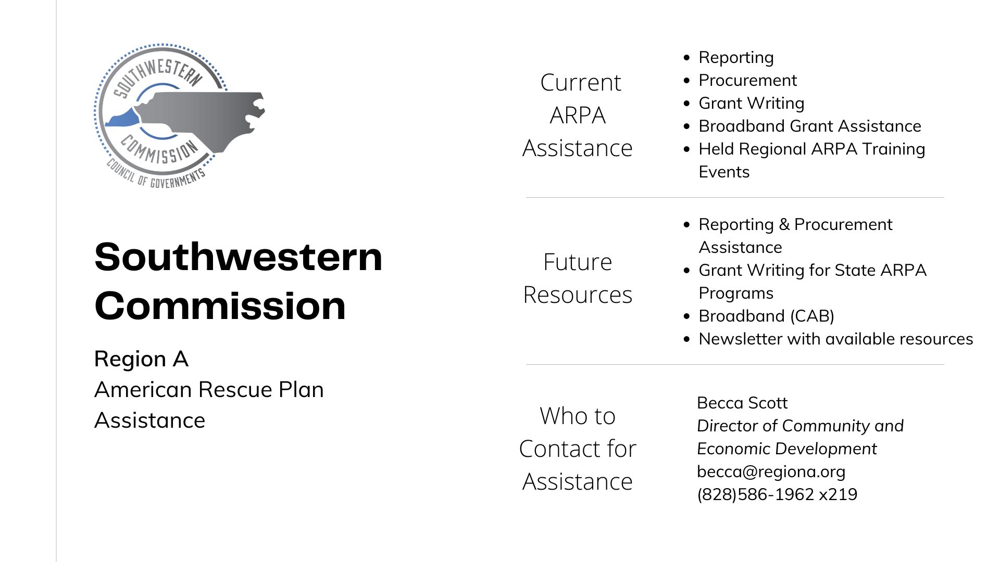 SOUTHWESTERN
COMMISSION
COUNCIL OF GOVERNMENTS
Southwestern
Commission
Region A
American Rescue Plan
Assistance
Current
ARPA
Assistance
• Reporting
• Procurement
• Grant Writing
• Broadband Grant Assistance
• Held Regional ARPA Training
Events
Future
Resources
• Reporting & Procurement
Assistance
• Grant Writing for State ARPA
Programs
• Broadband (CAB)
• Newsletter with available resources
Who to
Contact for
Assistance
Becca Scott
Director of Community and
Economic Development
becca@regiona.org
(828)586-1962 x219